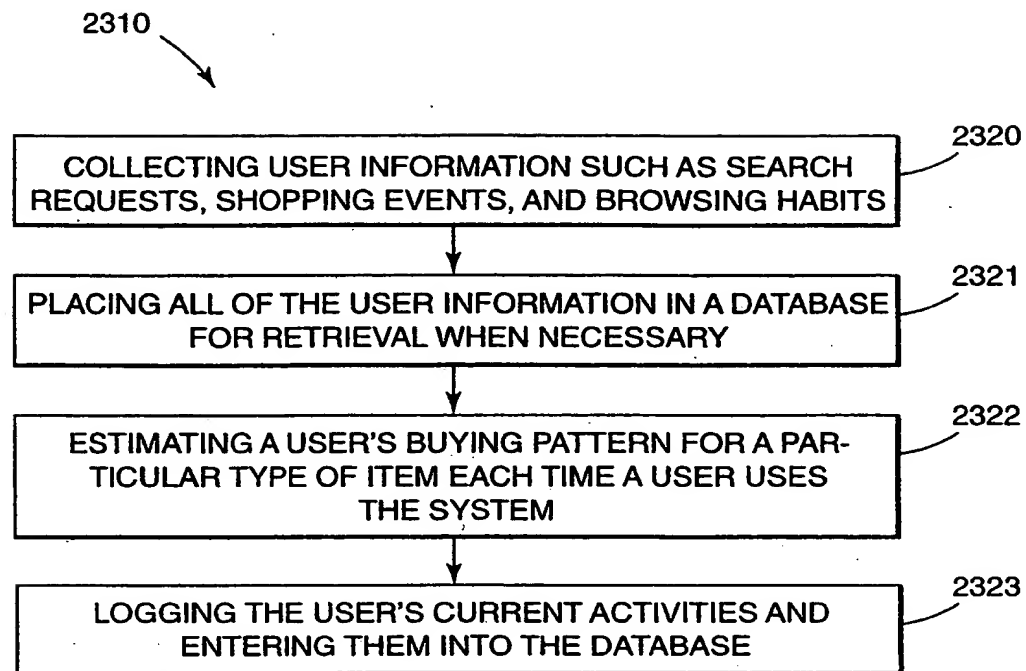 2310
2320
COLLECTING USER INFORMATION SUCH AS SEARCH
REQUESTS, SHOPPING EVENTS, AND BROWSING HABITS
2321
PLACING ALL OF THE USER INFORMATION IN A DATABASE
FOR RETRIEVAL WHEN NECESSARY
2322
ESTIMATING A USER'S BUYING PATTERN FOR A PAR-
TICULAR TYPE OF ITEM EACH TIME A USER USES
THE SYSTEM
2323
LOGGING THE USER'S CURRENT ACTIVITIES AND
ENTERING THEM INTO THE DATABASE